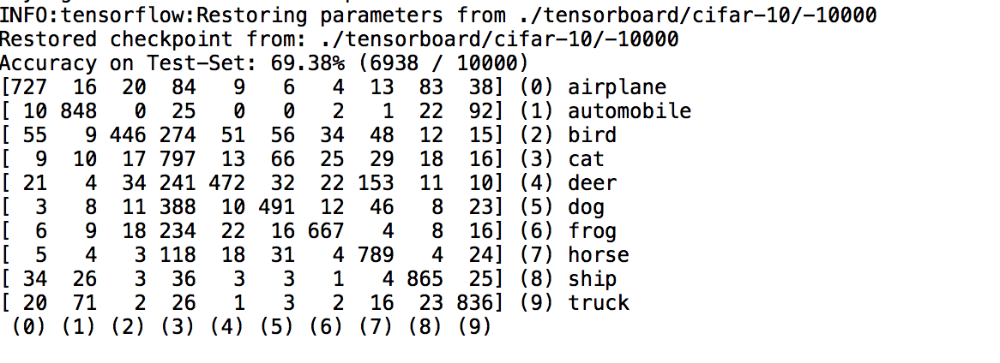 INFO:tensorflow:Restoring parameters from ./tensorboard/cifar-10/-10000
Restored checkpoint from: ./tensorboard/cifar-10/-10000
Accuracy on Test-Set: 69.38% (6938 / 10000)
[727  16  20  84   9   6   4  13  83  38] (0) airplane
[ 10 848   0  25   0   0   2   1  22  92] (1) automobile
[ 55   9 446 274  51  56  34  48  12  15] (2) bird
[  9  10  17 797  13  66  25  29  18  16] (3) cat
[ 21   4  34 241 472  32  22 153  11  10] (4) deer
[  3   8  11 388  10 491  12  46   8  23] (5) dog
[  6   9  18 234  22  16 667   4   8  16] (6) frog
[  5   4   3 118  18  31   4 789   4  24] (7) horse
[ 34  26   3  36   3   3   1   4 865  25] (8) ship
[ 20  71   2  26   1   3   2  16  23 836] (9) truck
 (0) (1) (2) (3) (4) (5) (6) (7) (8) (9)